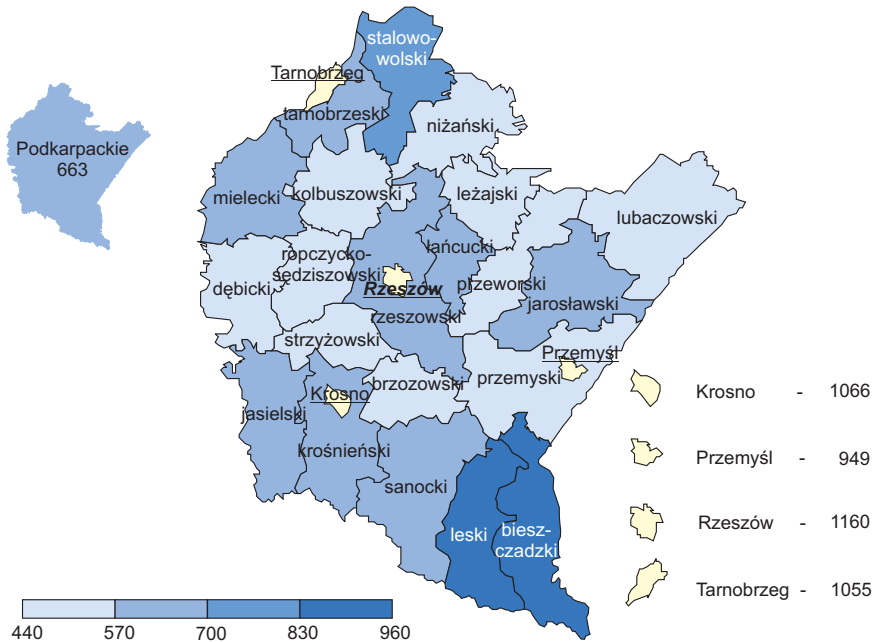 stalowo-
wolski
Tarnobrzeg
tarnobrzeski
niżański
Podkarpackie
663
mielecki
kolbuszowski
leżajski
lubaczowski
ropczycko-
sędziszowski
łańcucki
dębicki
Rzeszów
przeworski
jarosławski
rzeszowski
strzyżowski
Przemyśl
przemyski
brzozowski
Krosno
jasielski
krośnieński
sanocki
leski
biesz-
czadzki
Krosno - 1066
Przemyśl - 949
Rzeszów - 1160
Tarnobrzeg - 1055
440 570 700 830 960